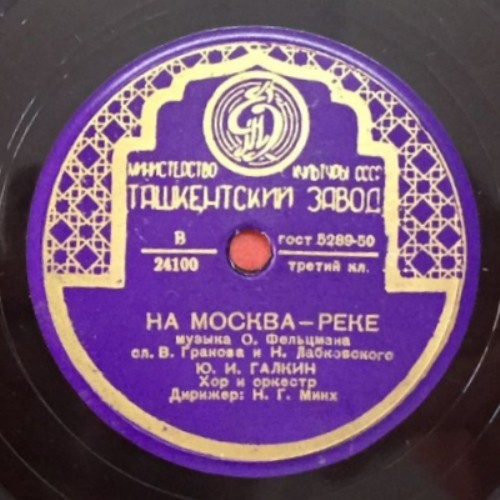 МИНИСТЕРСТВО КУЛЬТУРЫ СССР
ТАШКЕНТСКИЙ ЗАВОД
В
24100
ГОСТ 5289-50
ТРЕТИЙ КЛ.
НА МОСКВА-РЕКЕ
музыка О. Фельцмана
сл. В. Гранова и Н. Лабковского
Ю. И. ГАЛКИН
Хор и оркестр
Дирижер: Н. Г. Минх